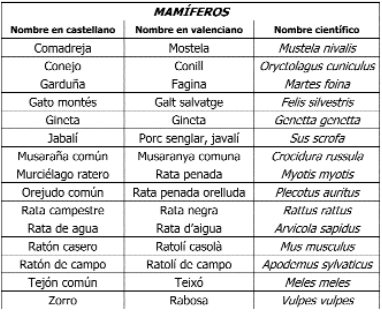 MAMÍFEROS
Nombre en castellano Nombre en valenciano Nombre científico
Comadreja Mostela Mustela nivalis
Conejo Conill Oryctolagus cuniculus
Garduña Fagina Martes foina
Gato montés Galt salvatge Felis silvestris
Gineta Gineta Genetta genetta
Jabalí Porc senglar, javalí Sus scrofa
Musaraña común Musaranya comuna Crocidura russula
Murciélago ratero Rata penada Myotis myotis
Orejudo común Rata penada orelluda Plecotus auritus
Rata campestre Rata negra Rattus rattus
Rata de agua Rata d'aigua Arvicola sapidus
Ratón casero Ratolí casolà Mus musculus
Ratón de campo Ratolí de campo Apodemus sylvaticus
Tejón común Teixó Meles meles
Zorro Rabosa Vulpes vulpes